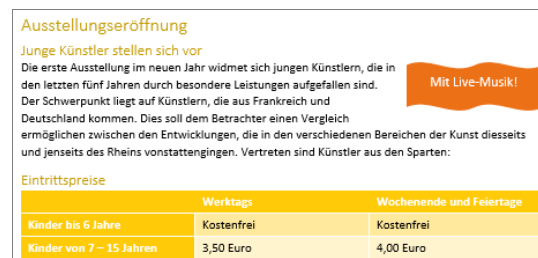 Ausstellungseröffnung
Junge Künstler stellen sich vor
Die erste Ausstellung im neuen Jahr widmet sich jungen Künstlern, die in
den letzten fünf Jahren durch besondere Leistungen aufgefallen sind.
Mit Live-Musik!
Der Schwerpunkt liegt auf Künstlern, die aus Frankreich und
Deutschland kommen. Dies soll dem Betrachter einen Vergleich
ermöglichen zwischen den Entwicklungen, die in den verschiedenen Bereichen der Kunst diesseits
und jenseits des Rheins vonstattengingen. Vertreten sind Künstler aus den Sparten:
Eintrittspreise
Werktags Wochenende und Feiertage
Kinder bis 6 Jahre Kostenfrei Kostenfrei
Kinder von 7 – 15 Jahren 3,50 Euro 4,00 Euro